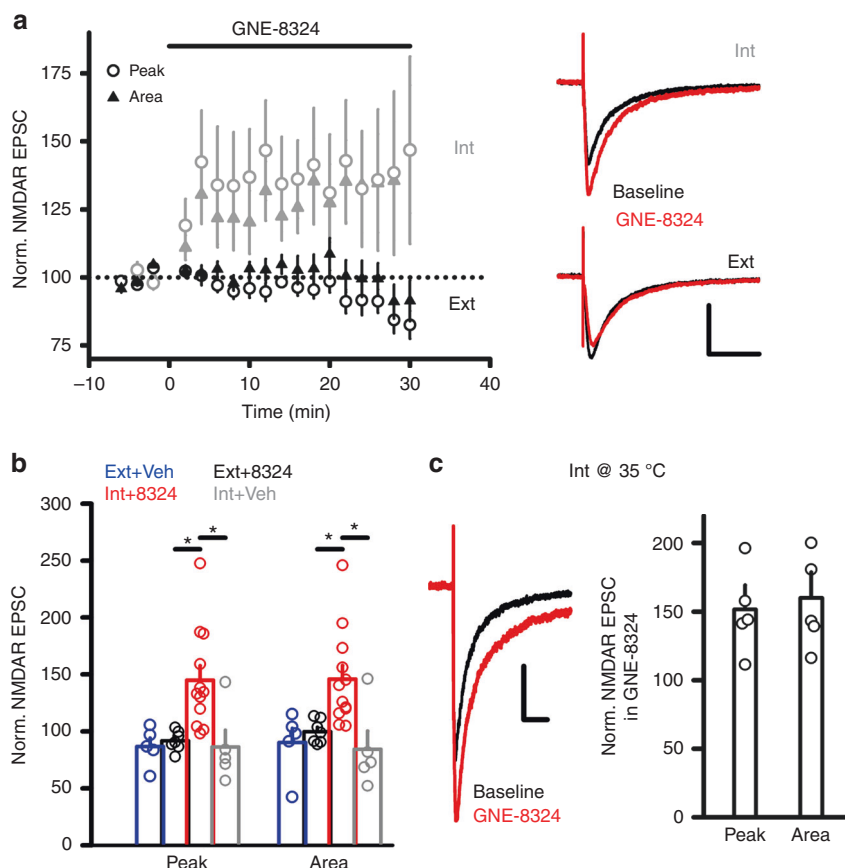 a
GNE-8324
Norm. NMDAR EPSC
175
150
125
100
75
Peak
Area
Int
Ext
−10
0
10
20
30
40
Time (min)
Int
Baseline
GNE-8324
Ext
b
Ext+Veh
Ext+8324
Int+8324
Int+Veh
Norm. NMDAR EPSC
300
250
200
150
100
50
0
* *
* *
Peak
Area
c
Int @ 35 °C
Baseline
GNE-8324
Norm. NMDAR EPSC
in GNE-8324
200
150
100
50
0
Peak
Area